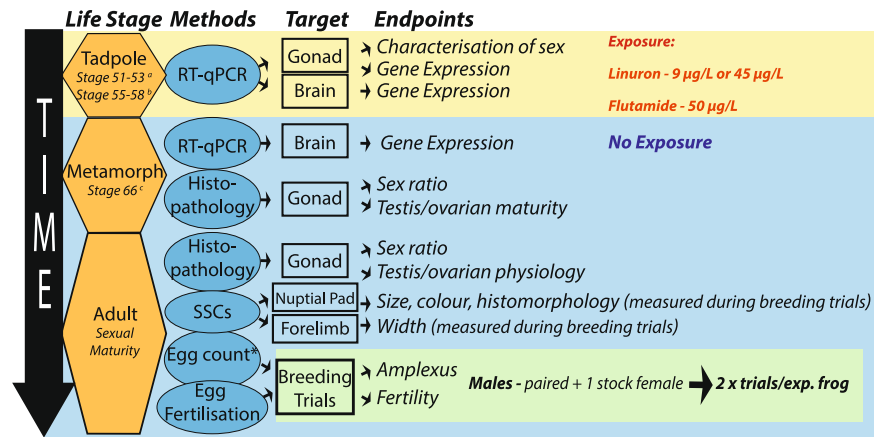 Life Stage Methods Target Endpoints
TIME
Tadpole
Stage 51-53 a
Stage 55-58 b
RT-qPCR
Gonad
Brain
Characterisation of sex
Gene Expression
Gene Expression
Exposure:
Linuron - 9 µg/L or 45 µg/L
Flutamide - 50 µg/L
Metamorph
Stage 66 c
RT-qPCR
Brain
Gene Expression
No Exposure
Histo-
pathology
Gonad
Sex ratio
Testis/ovarian maturity
Adult
Sexual
Maturity
Histo-
pathology
Gonad
Sex ratio
Testis/ovarian physiology
SSCs
Nuptial Pad
Size, colour, histomorphology (measured during breeding trials)
Forelimb
Width (measured during breeding trials)
Egg count*
Egg
Fertilisation
Breeding
Trials
Amplexus
Fertility
Males - paired + 1 stock female 2 x trials/exp. frog